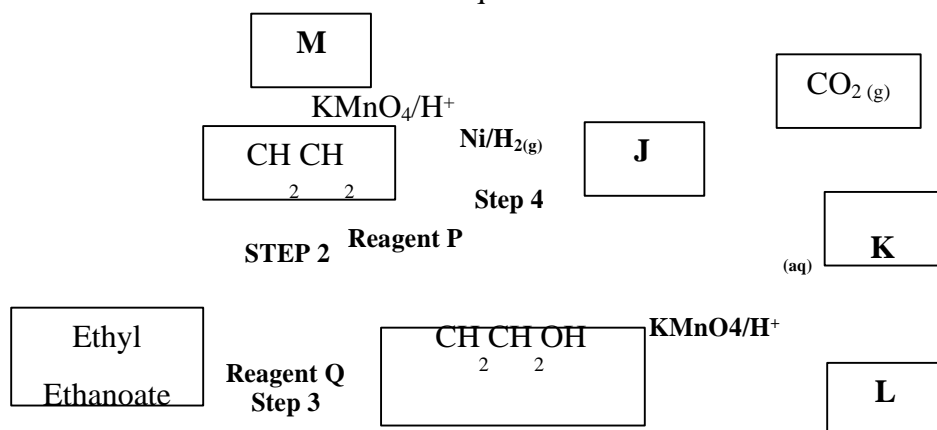 M
CO2 (g)
KMnO4/H+
CH CH
2 2
Ni/H2(g)
J
Step 4
STEP 2 Reagent P
(aq)
K
Ethyl
Ethanoate
CH CH OH
2 2
KMnO4/H+
Reagent Q
Step 3
L